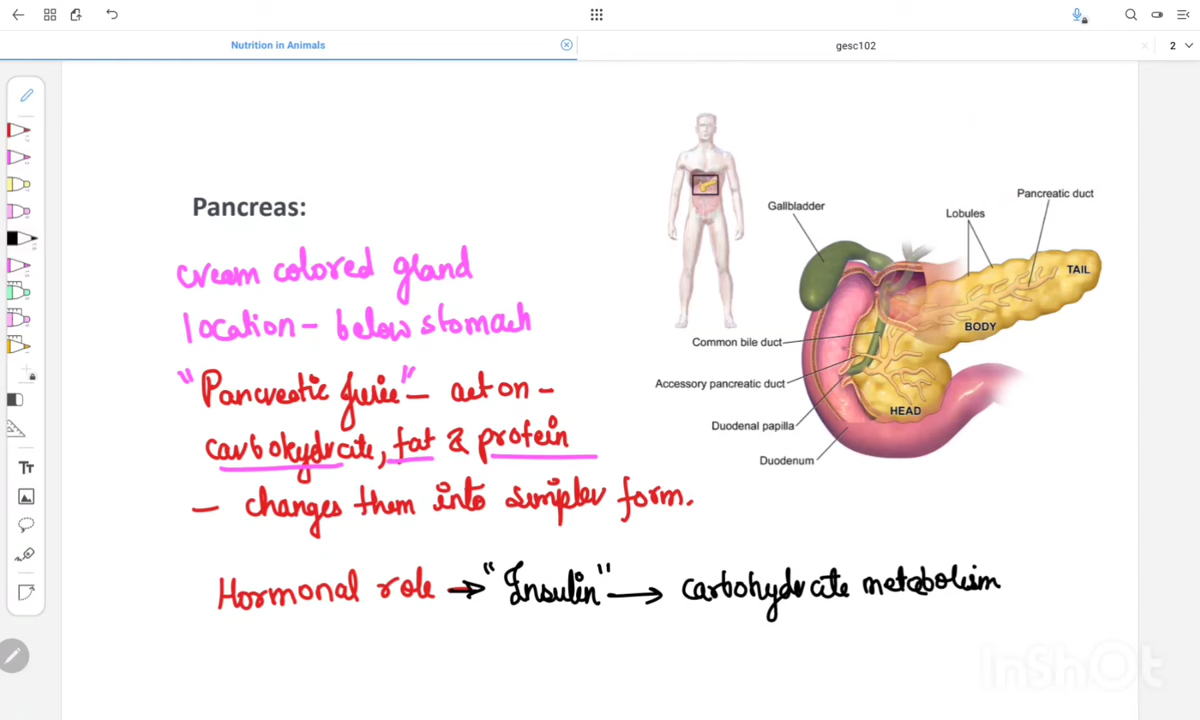 Nutrition in Animals
gesc102
2
Pancreas:
cream colored gland
location - below stomach
"Pancreatic juice" - act on -
carbohydrate, fat & protein
- changes them into simpler form.
Hormonal role → "Insulin" → carbohydrate metabolism
Gallbladder
Pancreatic duct
Lobules
TAIL
BODY
Common bile duct
Accessory pancreatic duct
HEAD
Duodenal papilla
Duodenum
TT
InShOt